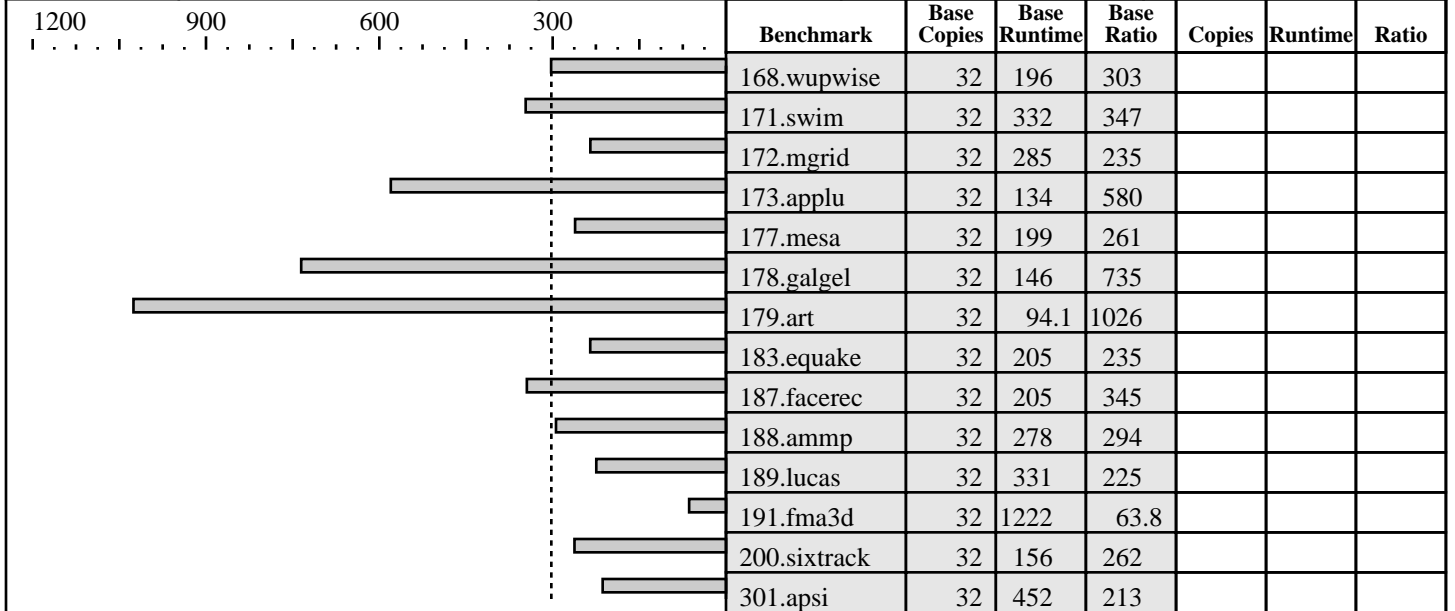 1200 900 600 300 Benchmark Base Copies Base Runtime Base Ratio Copies Runtime Ratio
168.wupwise 32 196 303
171.swim 32 332 347
172.mgrid 32 285 235
173.applu 32 134 580
177.mesa 32 199 261
178.galgel 32 146 735
179.art 32 94.1 1026
183.equake 32 205 235
187.facerec 32 205 345
188.ammp 32 278 294
189.lucas 32 331 225
191.fma3d 32 1222 63.8
200.sixtrack 32 156 262
301.apsi 32 452 213